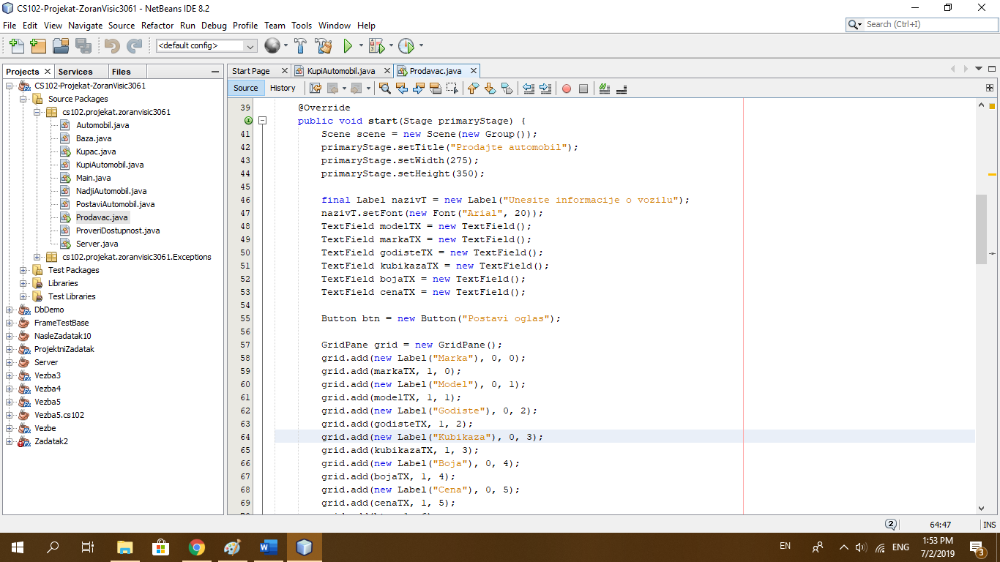 CS102-Projekat-ZoranVisic3061 - NetBeans IDE 8.2
File Edit View Navigate Source Refactor Run Debug Profile Team Tools Window Help
Search (Ctrl+I)
<default config>
Projects
Services
Files
CS102-Projekat-ZoranVisic3061
Source Packages
cs102.projekat.zoranvisic3061
Automobil.java
Baza.java
Kupac.java
KupiAutomobil.java
Main.java
NadjiAutomobil.java
PostaviAutomobil.java
Prodavac.java
ProveriDostupnost.java
Server.java
cs102.projekat.zoranvisic3061.Exceptions
Test Packages
Libraries
Test Libraries
DbDemo
FrameTestBase
NasleZadatak10
ProjektniZadatak
Server
Vezba3
Vezba4
Vezba5
Vezba5.cs102
Vezbe
Zadatak2
Start Page
KupiAutomobil.java
Prodavac.java
Source
History
39 @Override
public void start(Stage primaryStage) {
41 Scene scene = new Scene(new Group());
42 primaryStage.setTitle("Prodajte automobil");
43 primaryStage.setWidth(275);
44 primaryStage.setHeight(350);
45
46 final Label nazivT = new Label("Unesite informacije o vozilu");
47 nazivT.setFont(new Font("Arial", 20));
48 TextField modelTX = new TextField();
49 TextField markaTX = new TextField();
50 TextField godisteTX = new TextField();
51 TextField kubikazaTX = new TextField();
52 TextField bojaTX = new TextField();
53 TextField cenaTX = new TextField();
54
55 Button btn = new Button("Postavi oglas");
56
57 GridPane grid = new GridPane();
58 grid.add(new Label("Marka"), 0, 0);
59 grid.add(markaTX, 1, 0);
60 grid.add(new Label("Model"), 0, 1);
61 grid.add(modelTX, 1, 1);
62 grid.add(new Label("Godiste"), 0, 2);
63 grid.add(godisteTX, 1, 2);
64 grid.add(new Label("Kubikaza"), 0, 3);
65 grid.add(kubikazaTX, 1, 3);
66 grid.add(new Label("Boja"), 0, 4);
67 grid.add(bojaTX, 1, 4);
68 grid.add(new Label("Cena"), 0, 5);
69 grid.add(cenaTX, 1, 5);
2
64:47
INS
EN
ENG
1:53 PM
7/2/2019
3